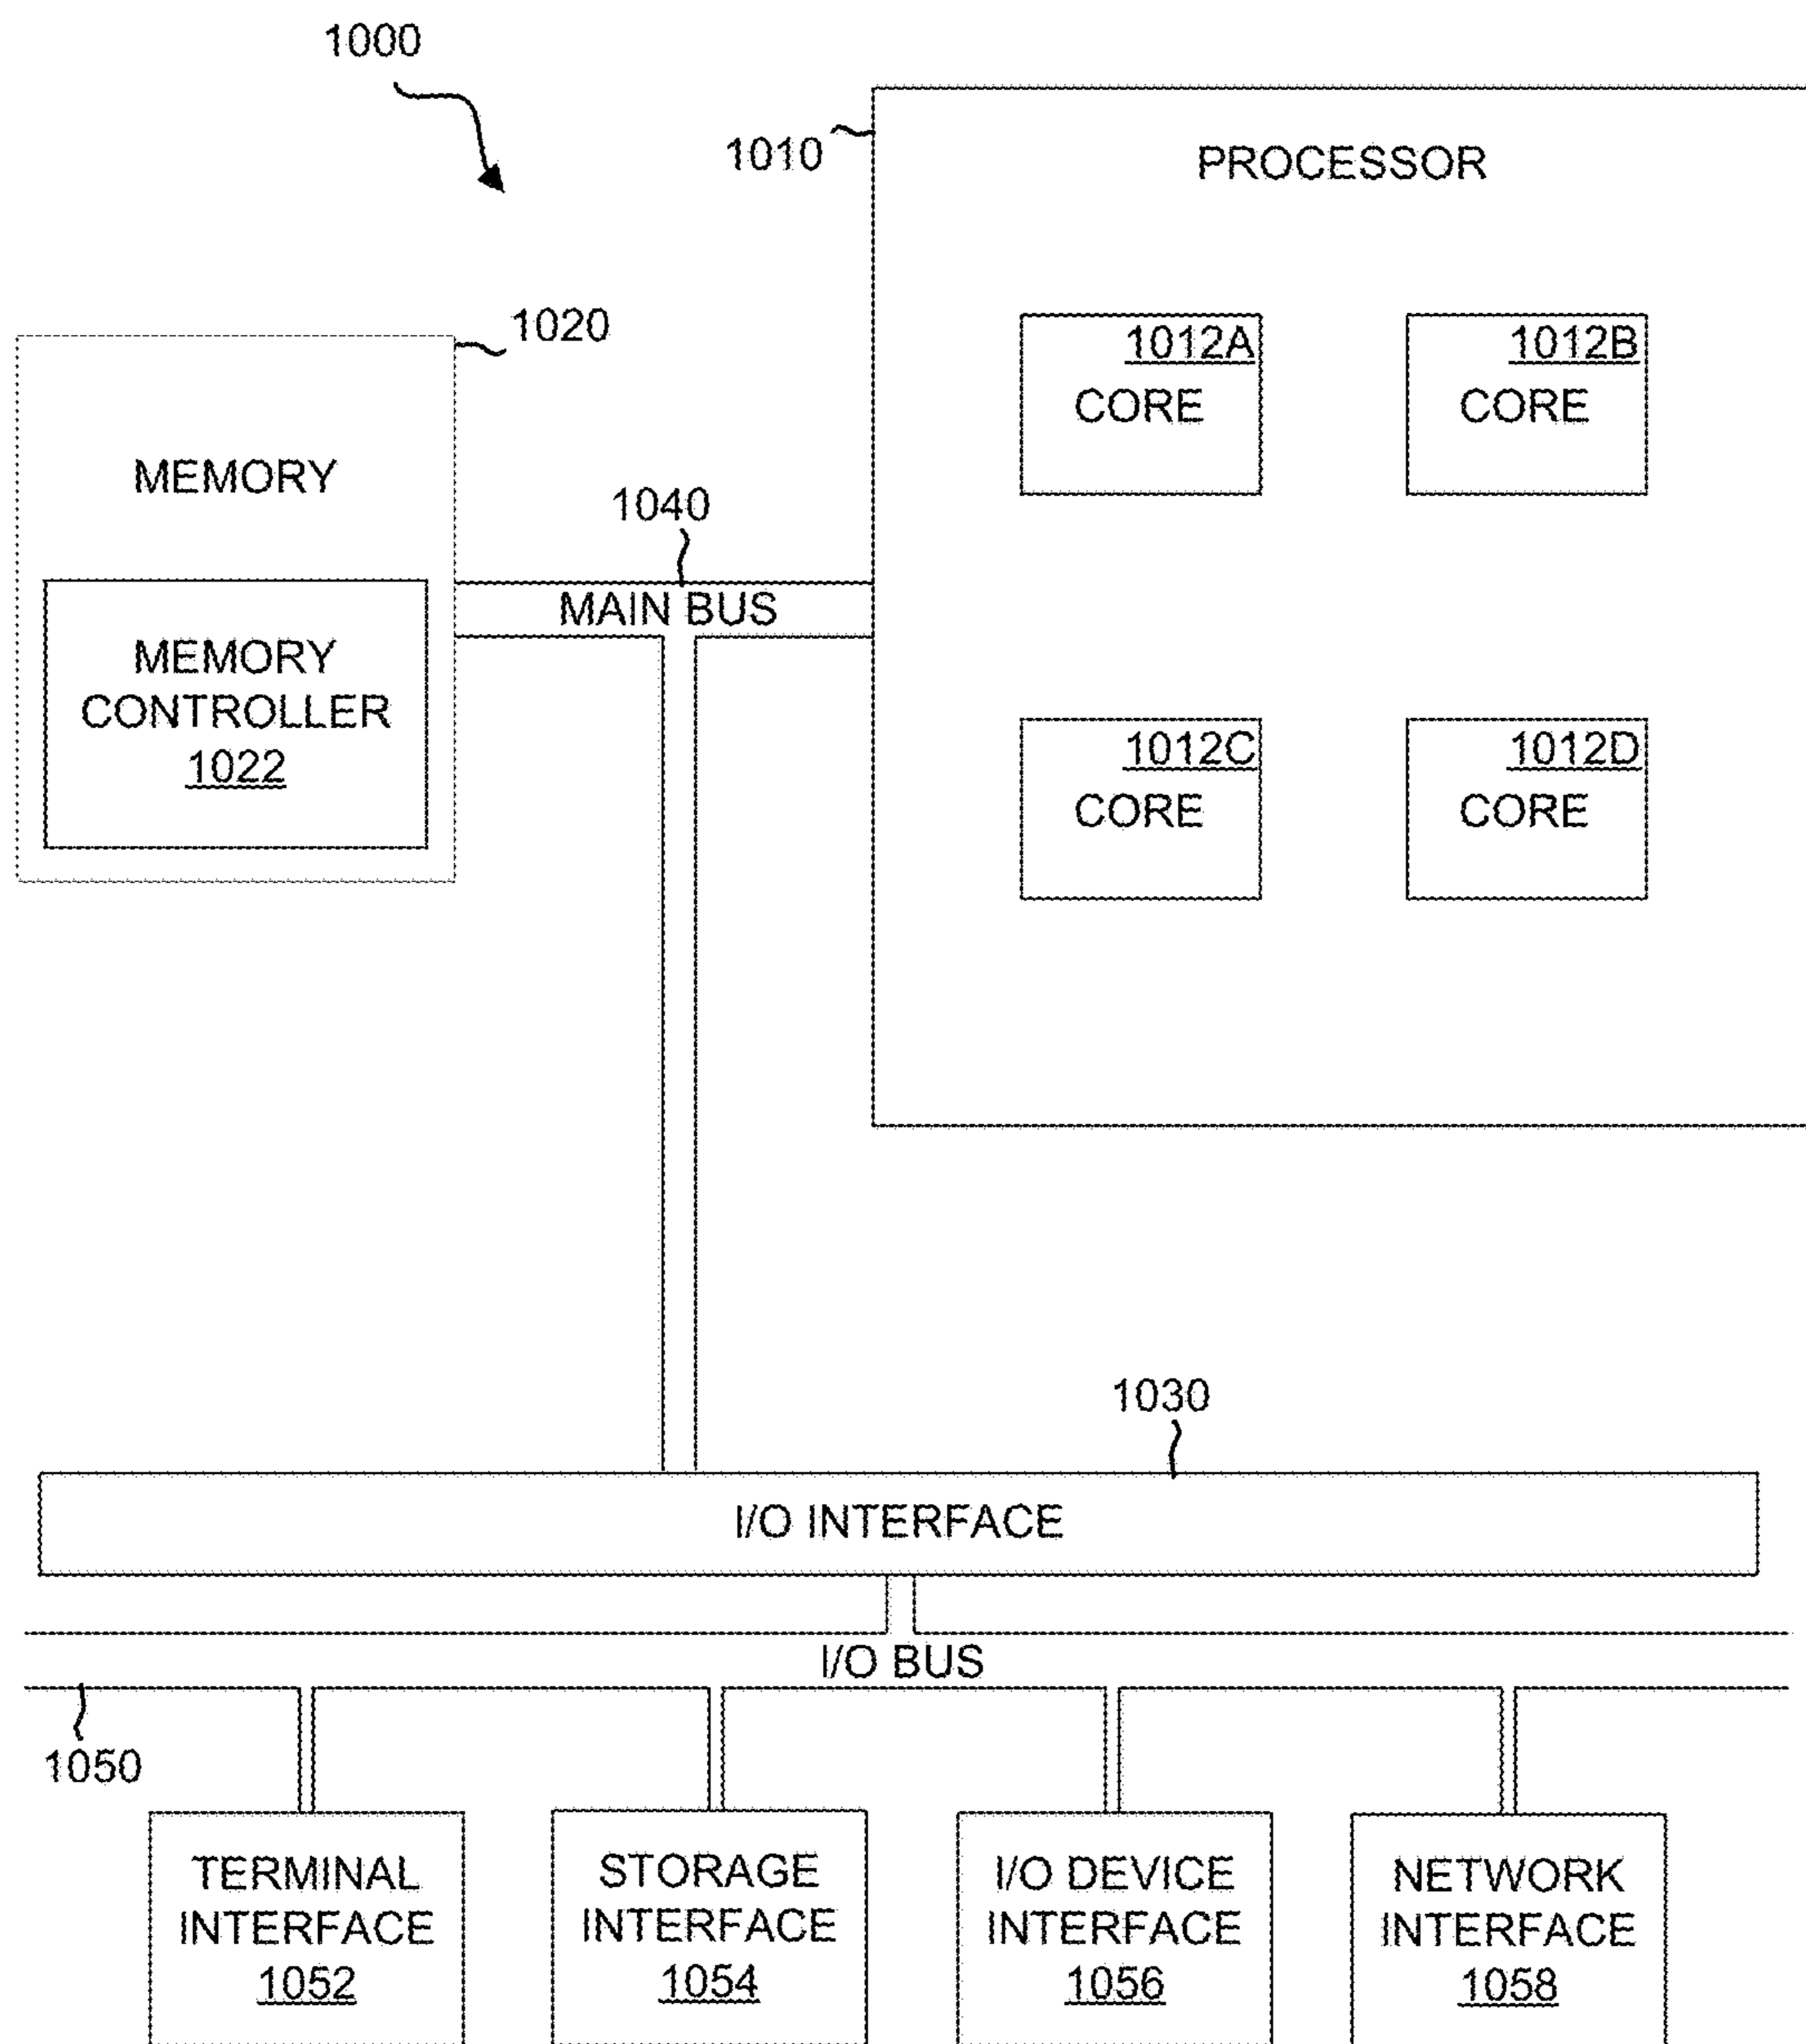 1000
1010
PROCESSOR
1020
1012A
CORE
1012B
CORE
MEMORY
1040
MAIN BUS
MEMORY
CONTROLLER
1022
1012C
CORE
1012D
CORE
1030
I/O INTERFACE
I/O BUS
1050
TERMINAL
INTERFACE
1052
STORAGE
INTERFACE
1054
I/O DEVICE
INTERFACE
1056
NETWORK
INTERFACE
1058